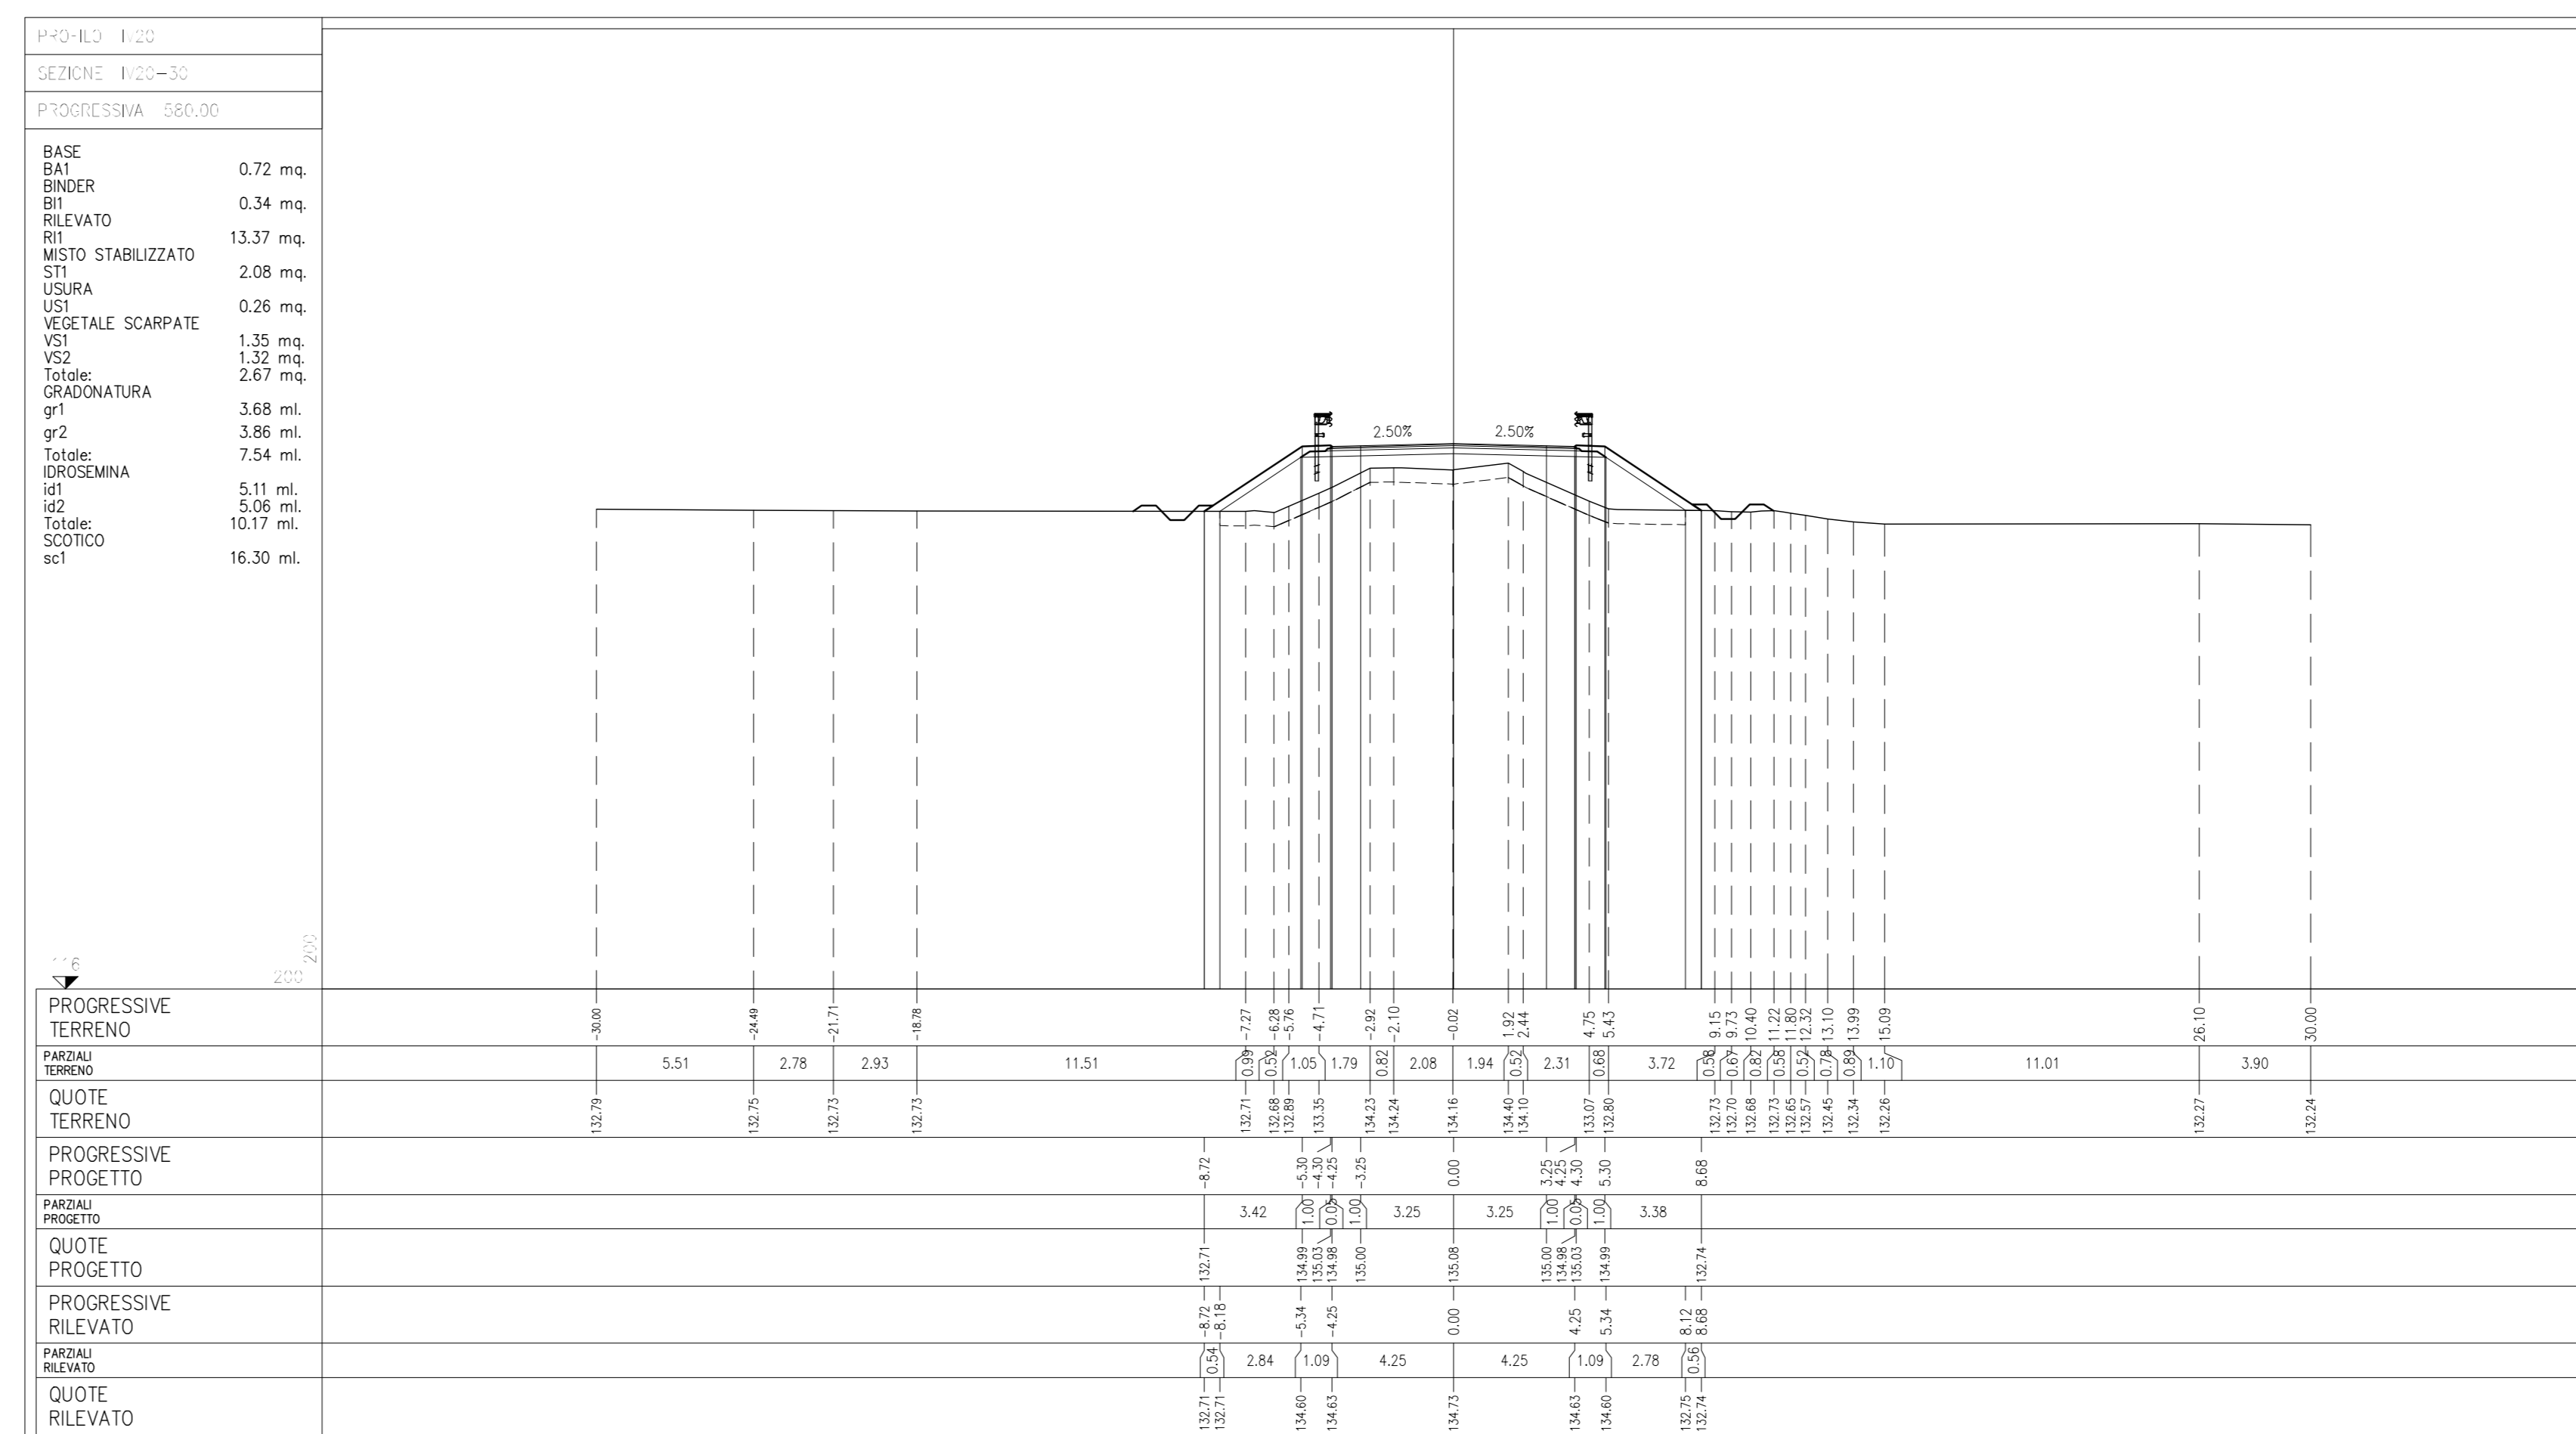 PROFILO IV20
SEZIONE IV20-30
PROGRESSIVA 580.00
BASE
BA1 0.72 mq.
BINDER
BI1 0.34 mq.
RILEVATO
RI1 13.37 mq.
MISTO STABILIZZATO
ST1 2.08 mq.
USURA
US1 0.26 mq.
VEGETALE SCARPATE
VS1 1.35 mq.
VS2 1.32 mq.
Totale: 2.67 mq.
GRADONATURA
gr1 3.68 ml.
gr2 3.86 ml.
Totale: 7.54 ml.
IDROSEMINA
id1 5.11 ml.
id2 5.06 ml.
Totale: 10.17 ml.
SCOTICO
sc1 16.30 ml.
2.50% 2.50%
116 200 200
PROGRESSIVE
TERRENO
-30.00 -24.49 -21.71 -18.78 -7.27 -6.28 -5.76 -4.71 -2.92 -2.10 -0.02 1.92 2.44 4.75 5.43 9.15 9.73 10.40 11.22 11.80 12.32 13.10 13.99 15.09 26.10 30.00
PARZIALI
TERRENO
5.51 2.78 2.93 11.51 0.99 0.52 1.05 1.79 0.82 2.08 1.94 0.52 2.31 0.68 3.72 0.58 0.67 0.82 0.58 0.52 0.78 0.89 1.10 11.01 3.90
QUOTE
TERRENO
132.79 132.75 132.73 132.73 132.71 132.68 132.89 133.35 134.23 134.24 134.16 134.40 134.10 133.07 132.80 132.73 132.70 132.68 132.73 132.65 132.57 132.45 132.34 132.26 132.27 132.24
PROGRESSIVE
PROGETTO
-8.72 -5.30 -4.30 -4.25 -3.25 0.00 3.25 4.25 4.30 5.30 8.68
PARZIALI
PROGETTO
3.42 1.00 0.05 1.00 3.25 3.25 1.00 0.05 1.00 3.38
QUOTE
PROGETTO
132.71 134.99 135.03 134.98 135.00 135.08 135.00 134.98 135.03 134.99 132.74
PROGRESSIVE
RILEVATO
-8.72 -8.18 -5.34 -4.25 0.00 4.25 5.34 8.12 8.68
PARZIALI
RILEVATO
0.54 2.84 1.09 4.25 4.25 1.09 2.78 0.56
QUOTE
RILEVATO
132.71 132.71 134.60 134.63 134.73 134.63 134.60 132.75 132.74